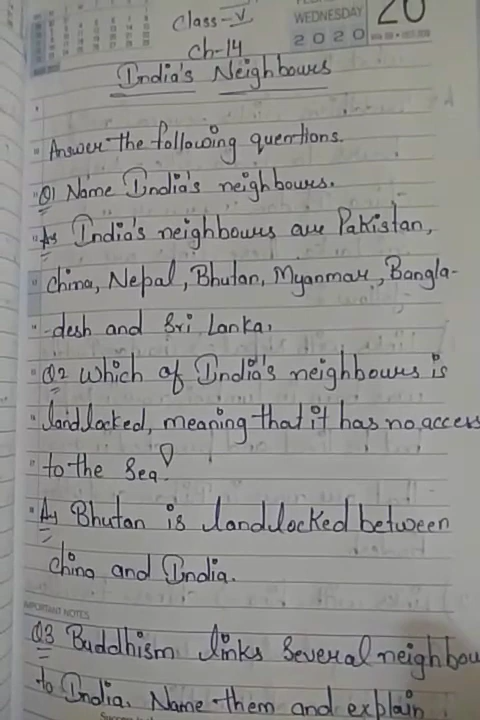 Class-V
WEDNESDAY
20
2020
Ch-14
India's Neighbours
Answer the following questions.
Q1 Name India's neighbours.
Ans India's neighbours are Pakistan,
China, Nepal, Bhutan, Myanmar, Bangla-
-desh and Sri Lanka.
Q2 Which of India's neighbours is
landlocked, meaning that it has no access
to the Sea?
Ans Bhutan is landlocked between
China and India.
IMPORTANT NOTES
Q3 Buddhism links Several neighbou
to India. Name them and explain